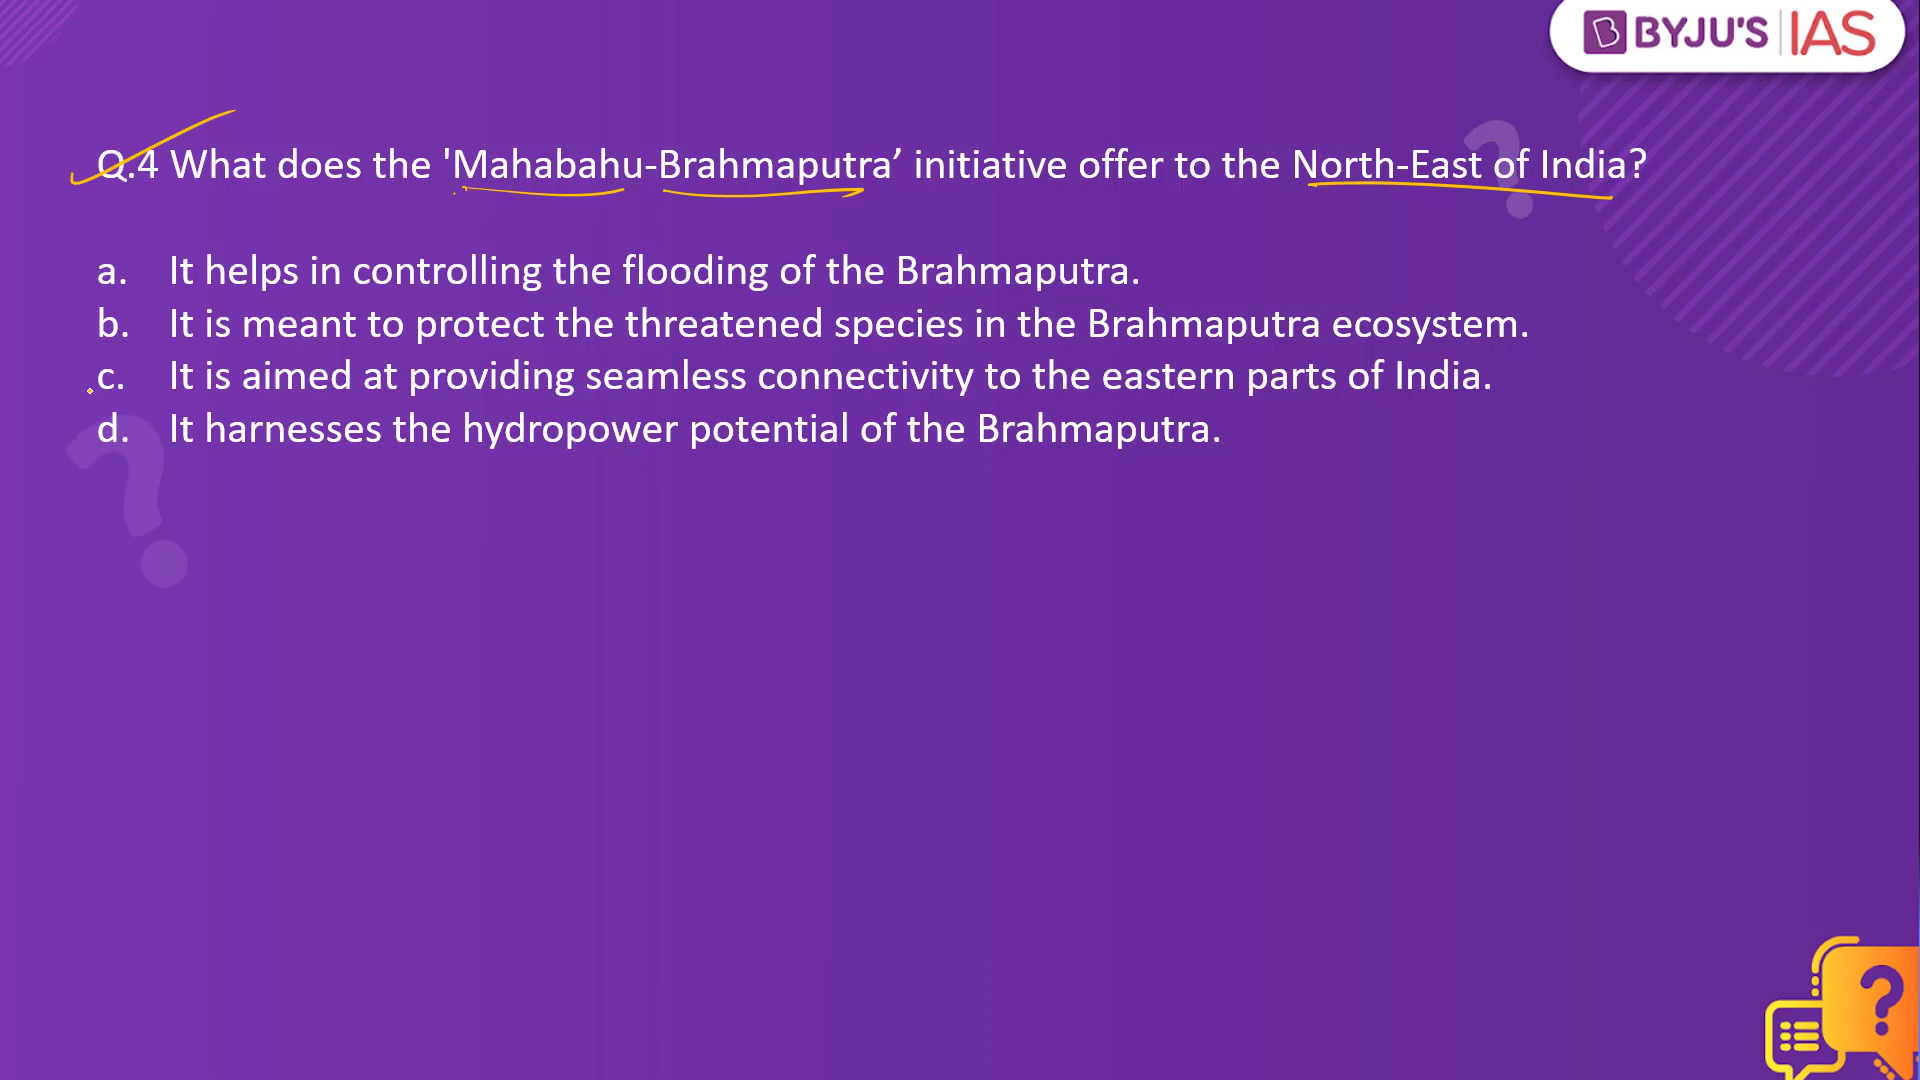 BYJU'S IAS
Q.4 What does the 'Mahabahu-Brahmaputra’ initiative offer to the North-East of India?
a. It helps in controlling the flooding of the Brahmaputra.
b. It is meant to protect the threatened species in the Brahmaputra ecosystem.
c. It is aimed at providing seamless connectivity to the eastern parts of India.
d. It harnesses the hydropower potential of the Brahmaputra.